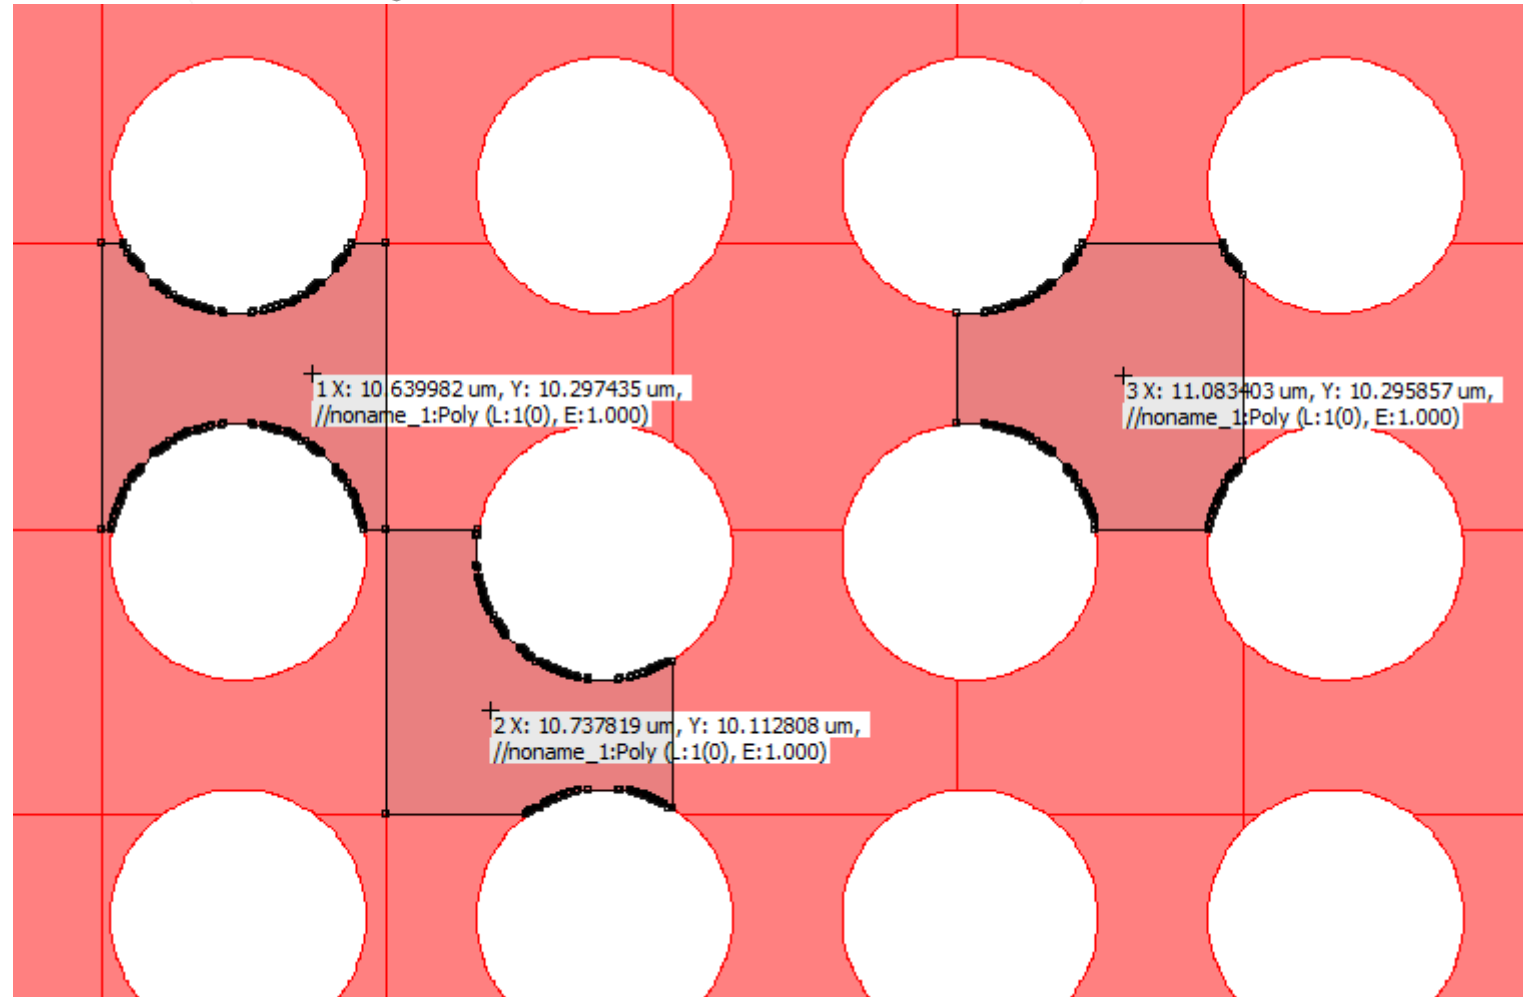 1 X: 10.639982 um, Y: 10.297435 um,
//noname_1:Poly (L:1(0), E:1.000)
3 X: 11.083403 um, Y: 10.295857 um,
//noname_1:Poly (L:1(0), E:1.000)
2 X: 10.737819 um, Y: 10.112808 um,
//noname_1:Poly (L:1(0), E:1.000)